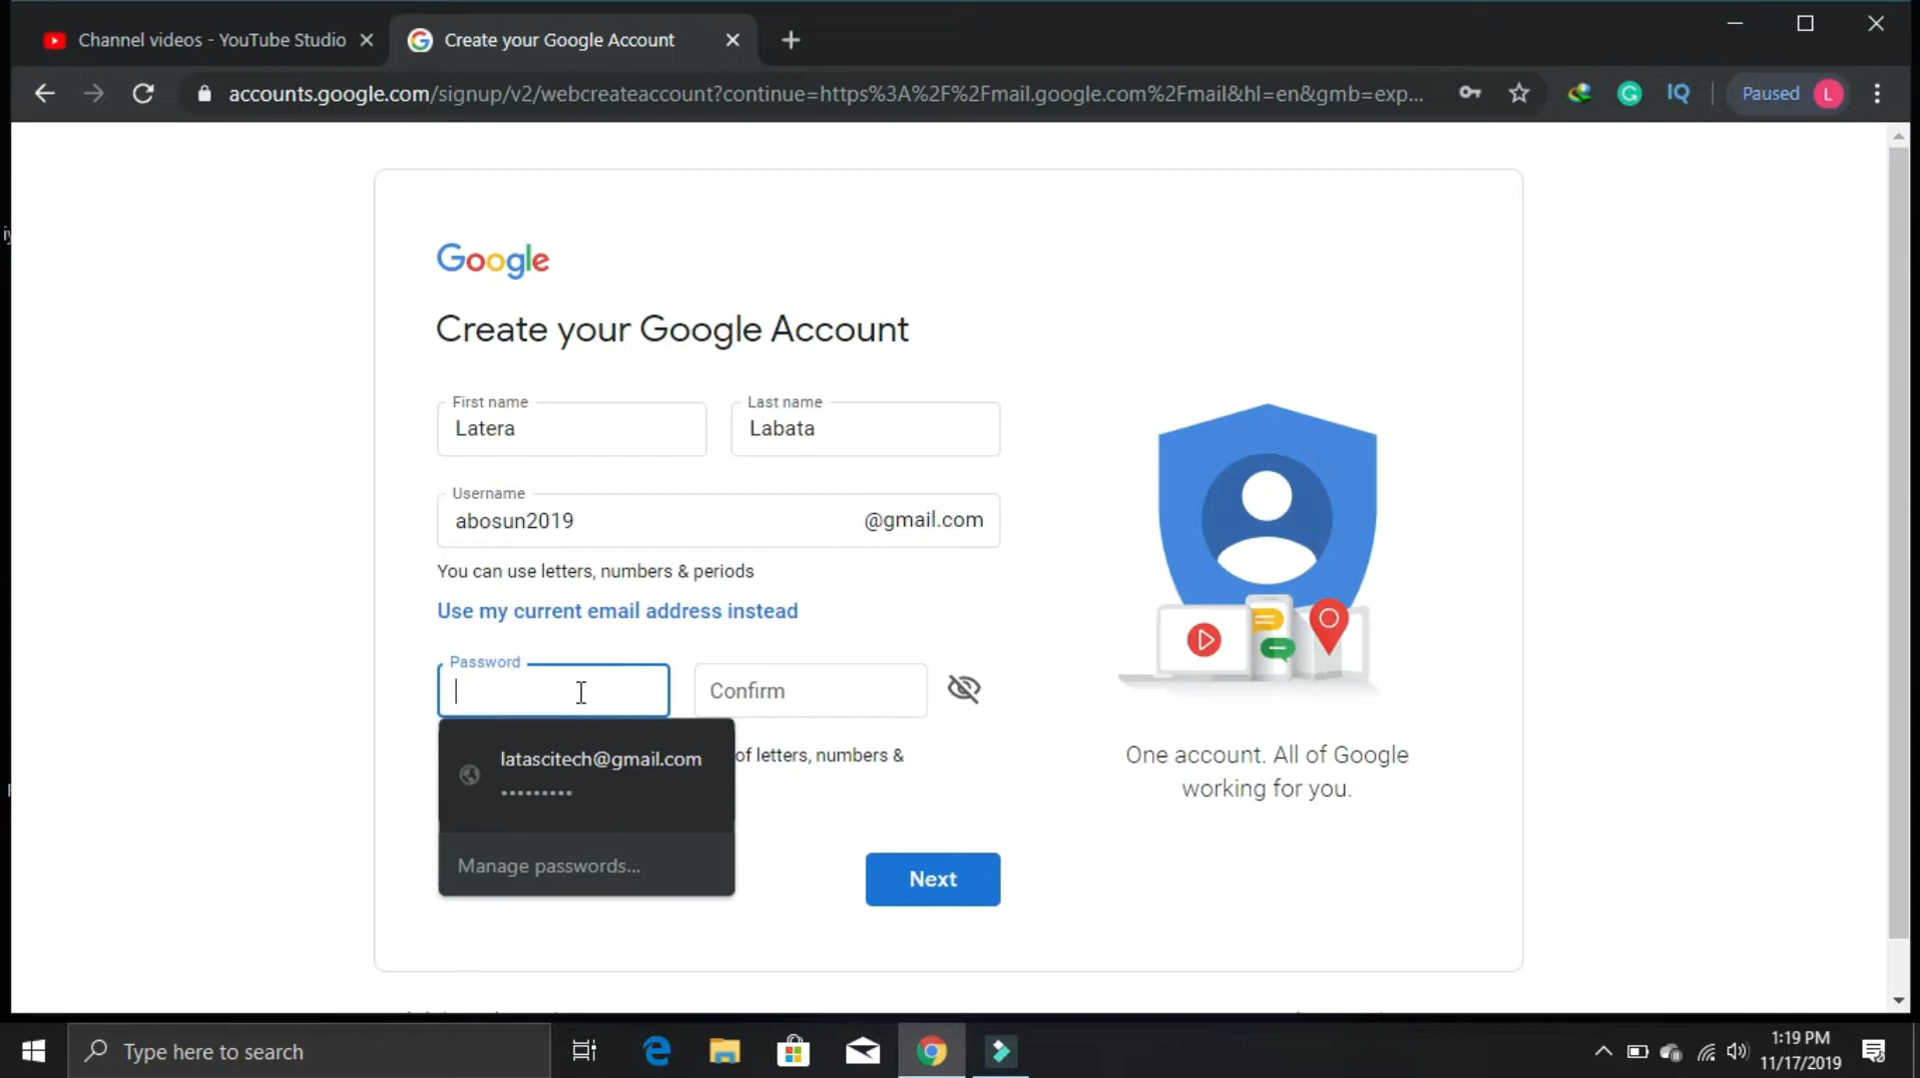 Channel videos - YouTube Studio
Create your Google Account
accounts.google.com/signup/v2/webcreateaccount?continue=https%3A%2F%2Fmail.google.com%2Fmail&hl=en&gmb=exp...
IQ
Paused
L
Google
Create your Google Account
First name
Last name
Latera
Labata
Username
abosun2019
@gmail.com
You can use letters, numbers & periods
Use my current email address instead
Password
Confirm
latascitech@gmail.com
of letters, numbers &
•••••••••
Manage passwords...
Next
One account. All of Google
working for you.
Type here to search
1:19 PM
11/17/2019